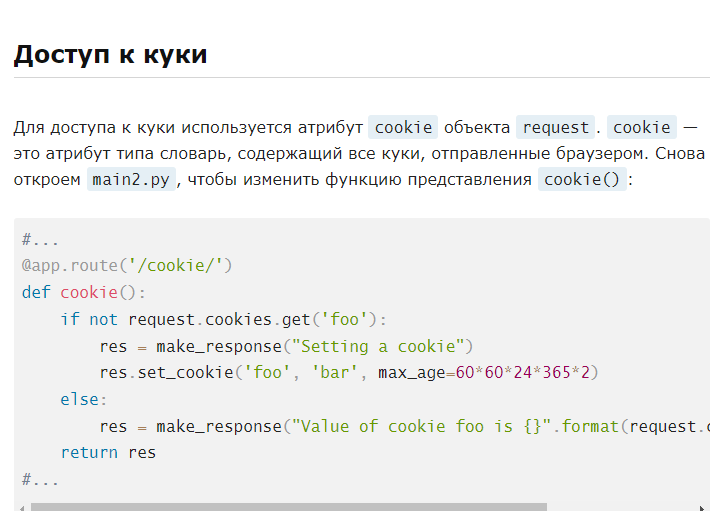 Доступ к куки
Для доступа к куки используется атрибут cookie объекта request. cookie —
это атрибут типа словарь, содержащий все куки, отправленные браузером. Снова
откроем main2.py, чтобы изменить функцию представления cookie():
#...
@app.route('/cookie/')
def cookie():
    if not request.cookies.get('foo'):
        res = make_response("Setting a cookie")
        res.set_cookie('foo', 'bar', max_age=60*60*24*365*2)
    else:
        res = make_response("Value of cookie foo is {}".format(request.
    return res
#...